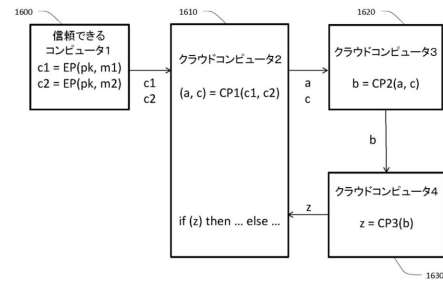 1600
信頼できる
コンピュータ1
c1 = EP(pk, m1)
c2 = EP(pk, m2)
c1
c2
1610
クラウドコンピュータ2
(a, c) = CP1(c1, c2)
if (z) then ... else ...
a
c
1620
クラウドコンピュータ3
b = CP2(a, c)
b
クラウドコンピュータ4
z = CP3(b)
z
1630